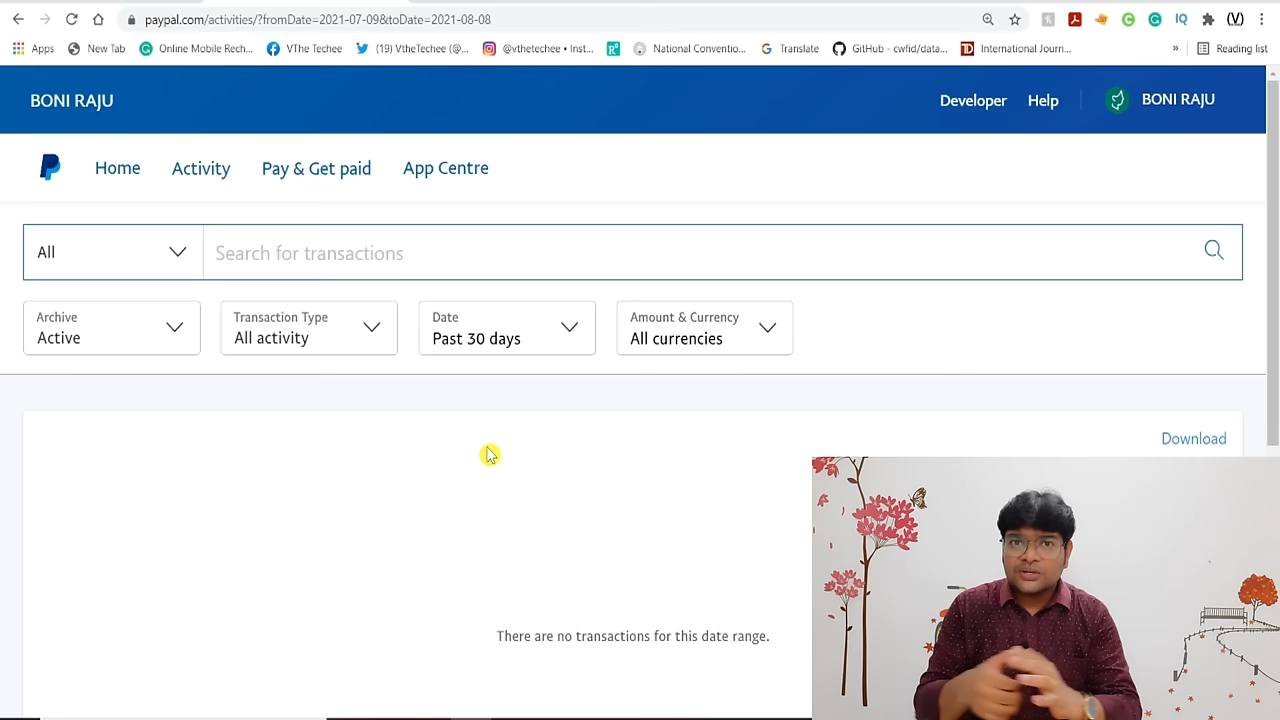 paypal.com/activities/?fromDate=2021-07-09&toDate=2021-08-08
IQ (V)
Apps New Tab Online Mobile Rech... VThe Techee (19) VtheTechee (@... @vthetechee • Inst... National Conventio... Translate GitHub - cwfid/data... International Journ... » Reading list
BONI RAJU Developer Help BONI RAJU
Home Activity Pay & Get paid App Centre
All Search for transactions
Archive Transaction Type Date Amount & Currency
Active All activity Past 30 days All currencies
Download
There are no transactions for this date range.